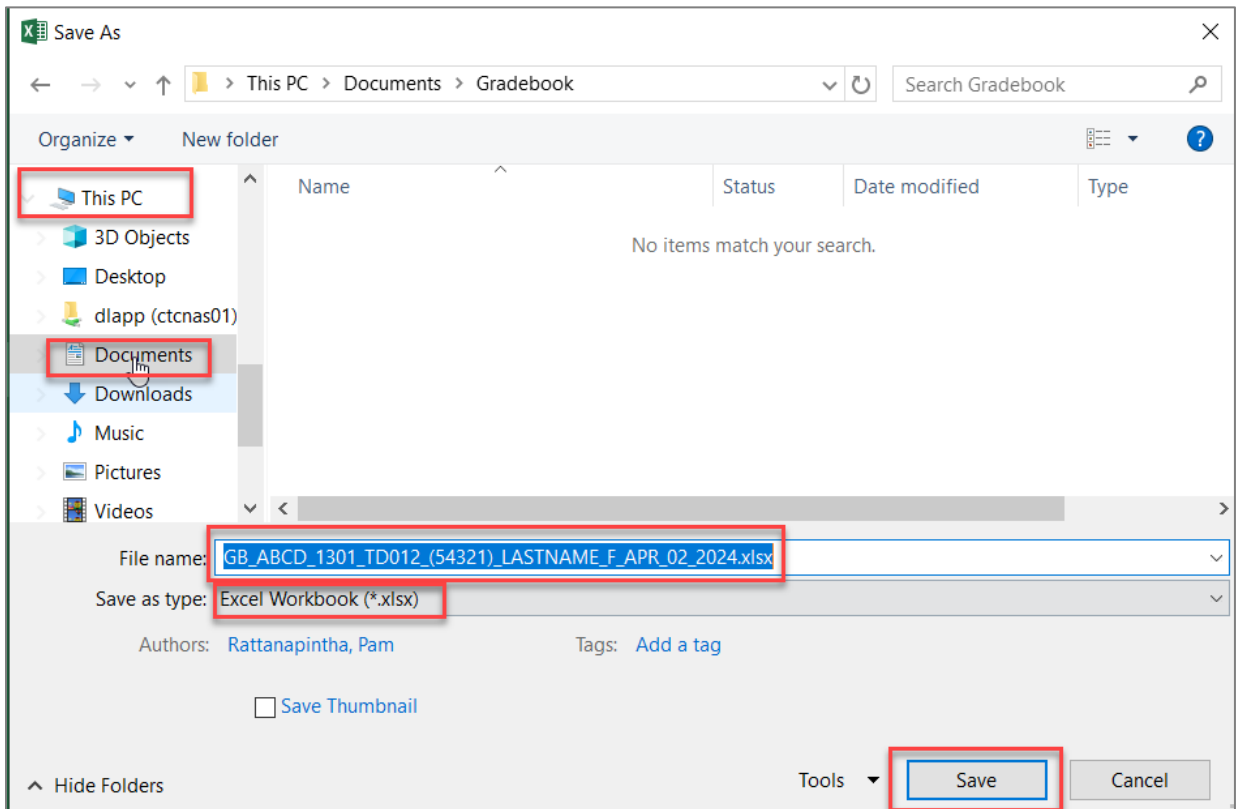 Save As
This PC > Documents > Gradebook
Search Gradebook
Organize
New folder
?
Name
Status
Date modified
Type
This PC
No items match your search.
3D Objects
Desktop
dlapp (ctcnas01)
Documents
Downloads
Music
Pictures
Videos
File name: GB_ABCD_1301_TD012_(54321)_LASTNAME_F_APR_02_2024.xlsx
Save as type: Excel Workbook (*.xlsx)
Authors: Rattanapintha, Pam
Tags: Add a tag
Save Thumbnail
Hide Folders
Tools
Save
Cancel